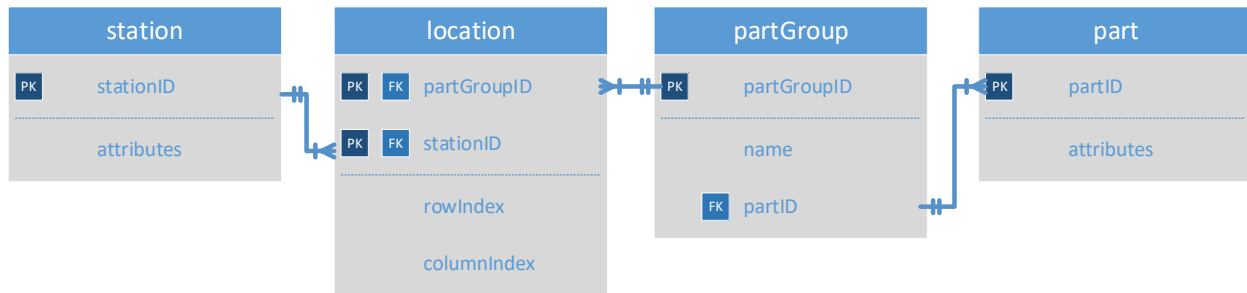 station
PK stationID
attributes
location
PK FK partGroupID
PK FK stationID
rowIndex
columnIndex
partGroup
PK partGroupID
name
FK partID
part
PK partID
attributes